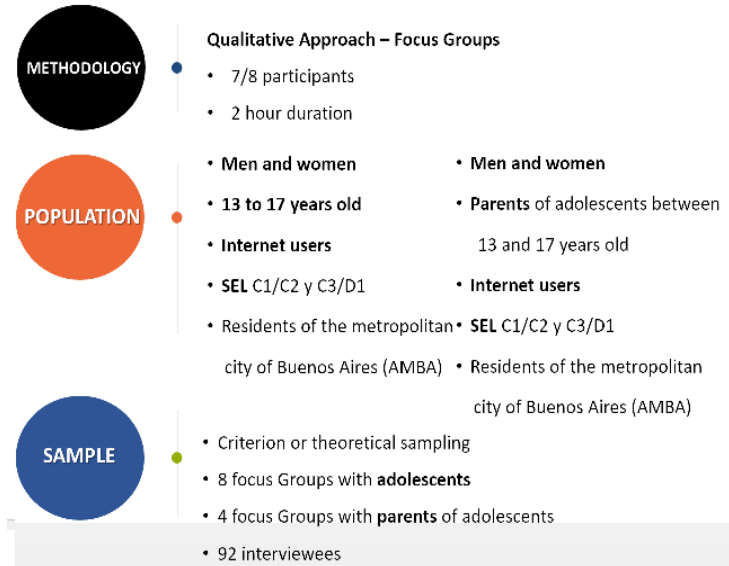 METHODOLOGY
Qualitative Approach – Focus Groups
• 7/8 participants
• 2 hour duration
POPULATION
• Men and women
• 13 to 17 years old
• Internet users
• SEL C1/C2 y C3/D1
• Residents of the metropolitan
city of Buenos Aires (AMBA)
• Men and women
• Parents of adolescents between
13 and 17 years old
• Internet users
• SEL C1/C2 y C3/D1
• Residents of the metropolitan
city of Buenos Aires (AMBA)
SAMPLE
• Criterion or theoretical sampling
• 8 focus Groups with adolescents
• 4 focus Groups with parents of adolescents
• 92 interviewees